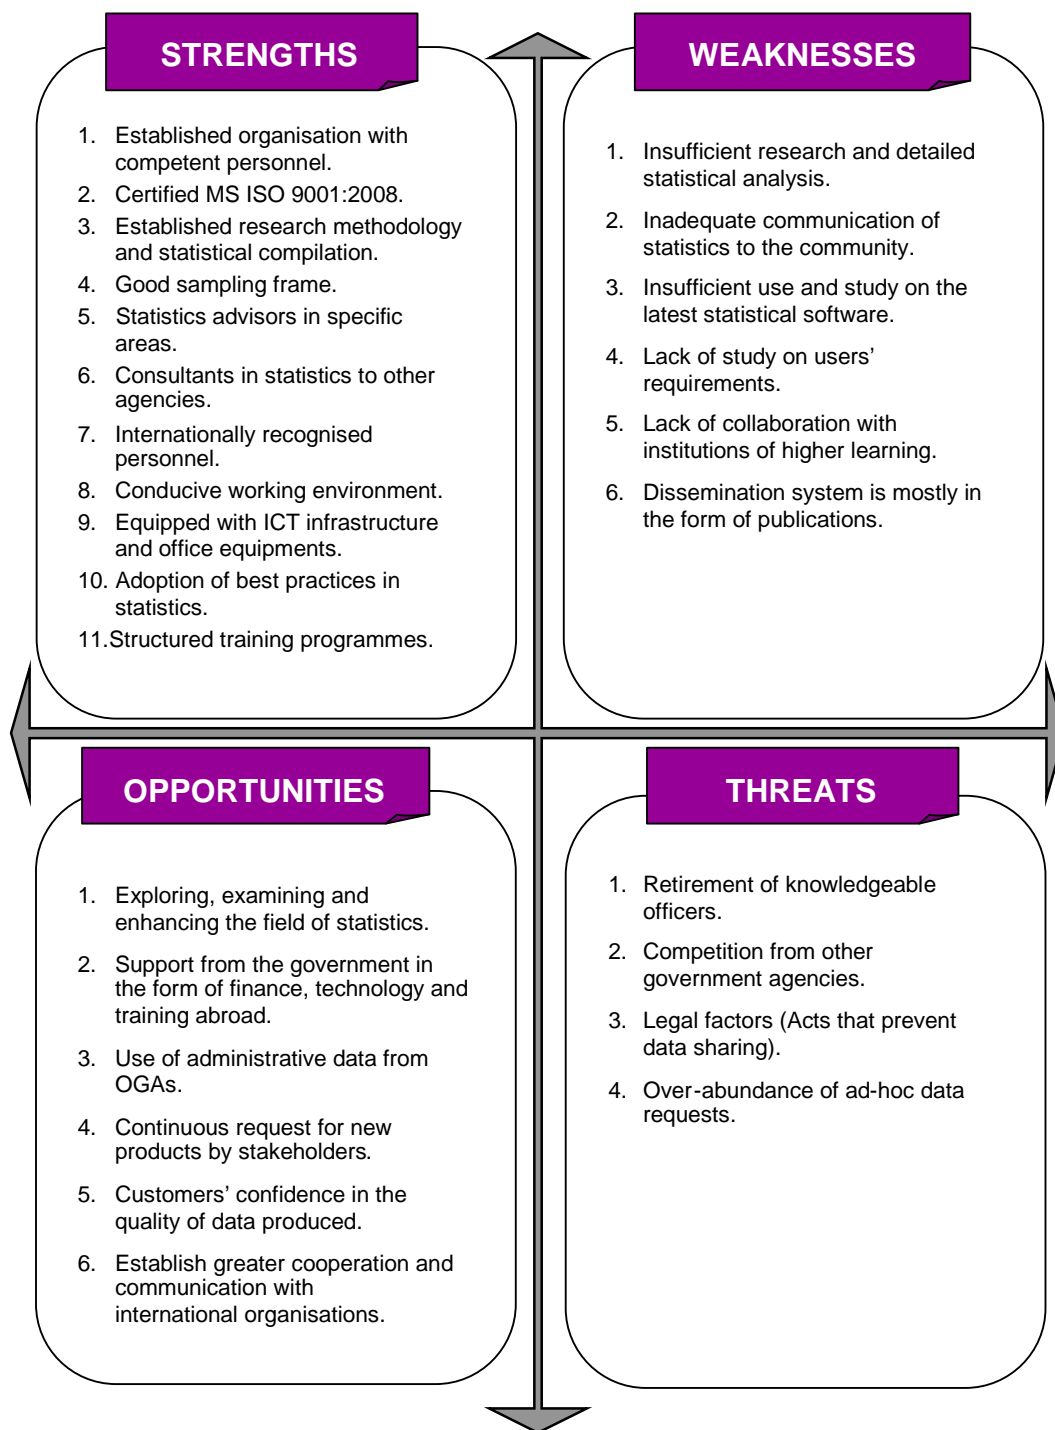 STRENGTHS
1. Established organisation with
competent personnel.
2. Certified MS ISO 9001:2008.
3. Established research methodology
and statistical compilation.
4. Good sampling frame.
5. Statistics advisors in specific
areas.
6. Consultants in statistics to other
agencies.
7. Internationally recognised
personnel.
8. Conducive working environment.
9. Equipped with ICT infrastructure
and office equipments.
10. Adoption of best practices in
statistics.
11.Structured training programmes.
WEAKNESSES
1. Insufficient research and detailed
statistical analysis.
2. Inadequate communication of
statistics to the community.
3. Insufficient use and study on the
latest statistical software.
4. Lack of study on users’
requirements.
5. Lack of collaboration with
institutions of higher learning.
6. Dissemination system is mostly in
the form of publications.
OPPORTUNITIES
1. Exploring, examining and
enhancing the field of statistics.
2. Support from the government in
the form of finance, technology and
training abroad.
3. Use of administrative data from
OGAs.
4. Continuous request for new
products by stakeholders.
5. Customers’ confidence in the
quality of data produced.
6. Establish greater cooperation and
communication with
international organisations.
THREATS
1. Retirement of knowledgeable
officers.
2. Competition from other
government agencies.
3. Legal factors (Acts that prevent
data sharing).
4. Over-abundance of ad-hoc data
requests.